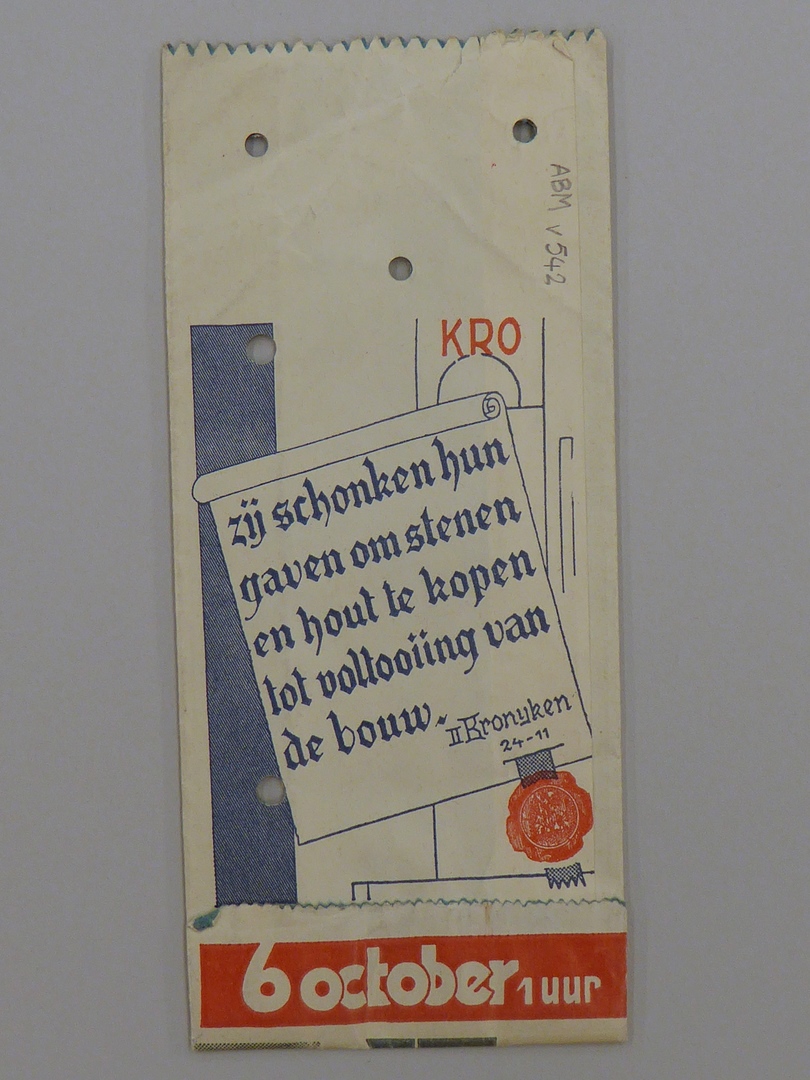 ABM v 542
KRO
zij schonken hun
gaven om stenen
en hout te kopen
tot voltooiing van
de bouw.
II Kronyken
24-11
6 october 1 uur